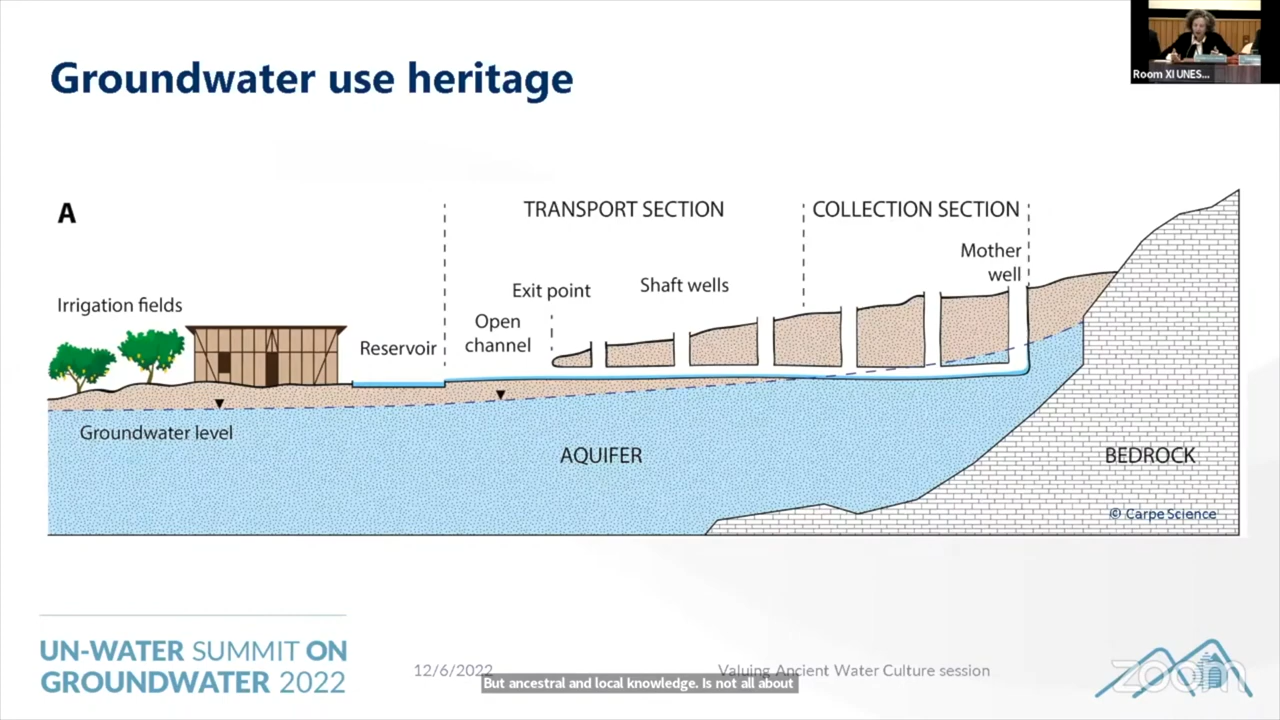 Groundwater use heritage
Room XI UNES...
A
TRANSPORT SECTION
COLLECTION SECTION
Mother
well
Shaft wells
Exit point
Irrigation fields
Open
channel
Reservoir
Groundwater level
AQUIFER
BEDROCK
© Carpe Science
UN-WATER SUMMIT ON
GROUNDWATER 2022
12/6/2022
Valuing Ancient Water Culture session
But ancestral and local knowledge. Is not all about
zoom